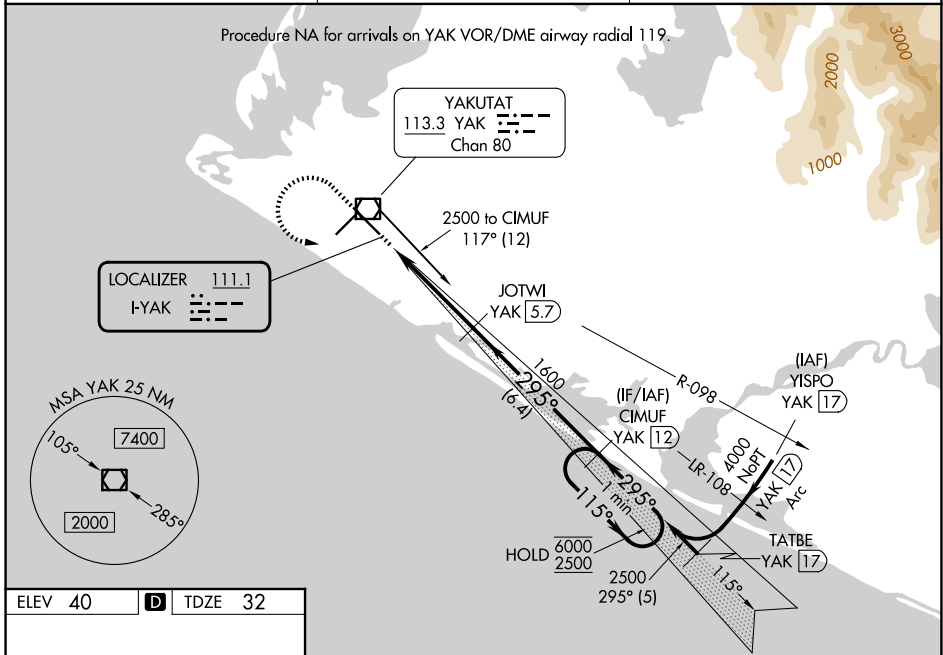 Procedure NA for arrivals on YAK VOR/DME airway radial 119.
3000
2000
1000
YAKUTAT
113.3 YAK
Chan 80
2500 to CIMUF
117° (12)
LOCALIZER 111.1
I-YAK
JOTWI
YAK 5.7
1600
295°
(6.4)
R-098
(IAF)
YISPO
YAK 17
(IF/IAF)
CIMUF
YAK 12
LR-108
4000
NoPT
YAK 17
Arc
295°
1 min
115°
HOLD 6000
2500
2500
295° (5)
TATBE
YAK 17
115°
MSA YAK 25 NM
105°
7400
2000
285°
ELEV 40 D TDZE 32